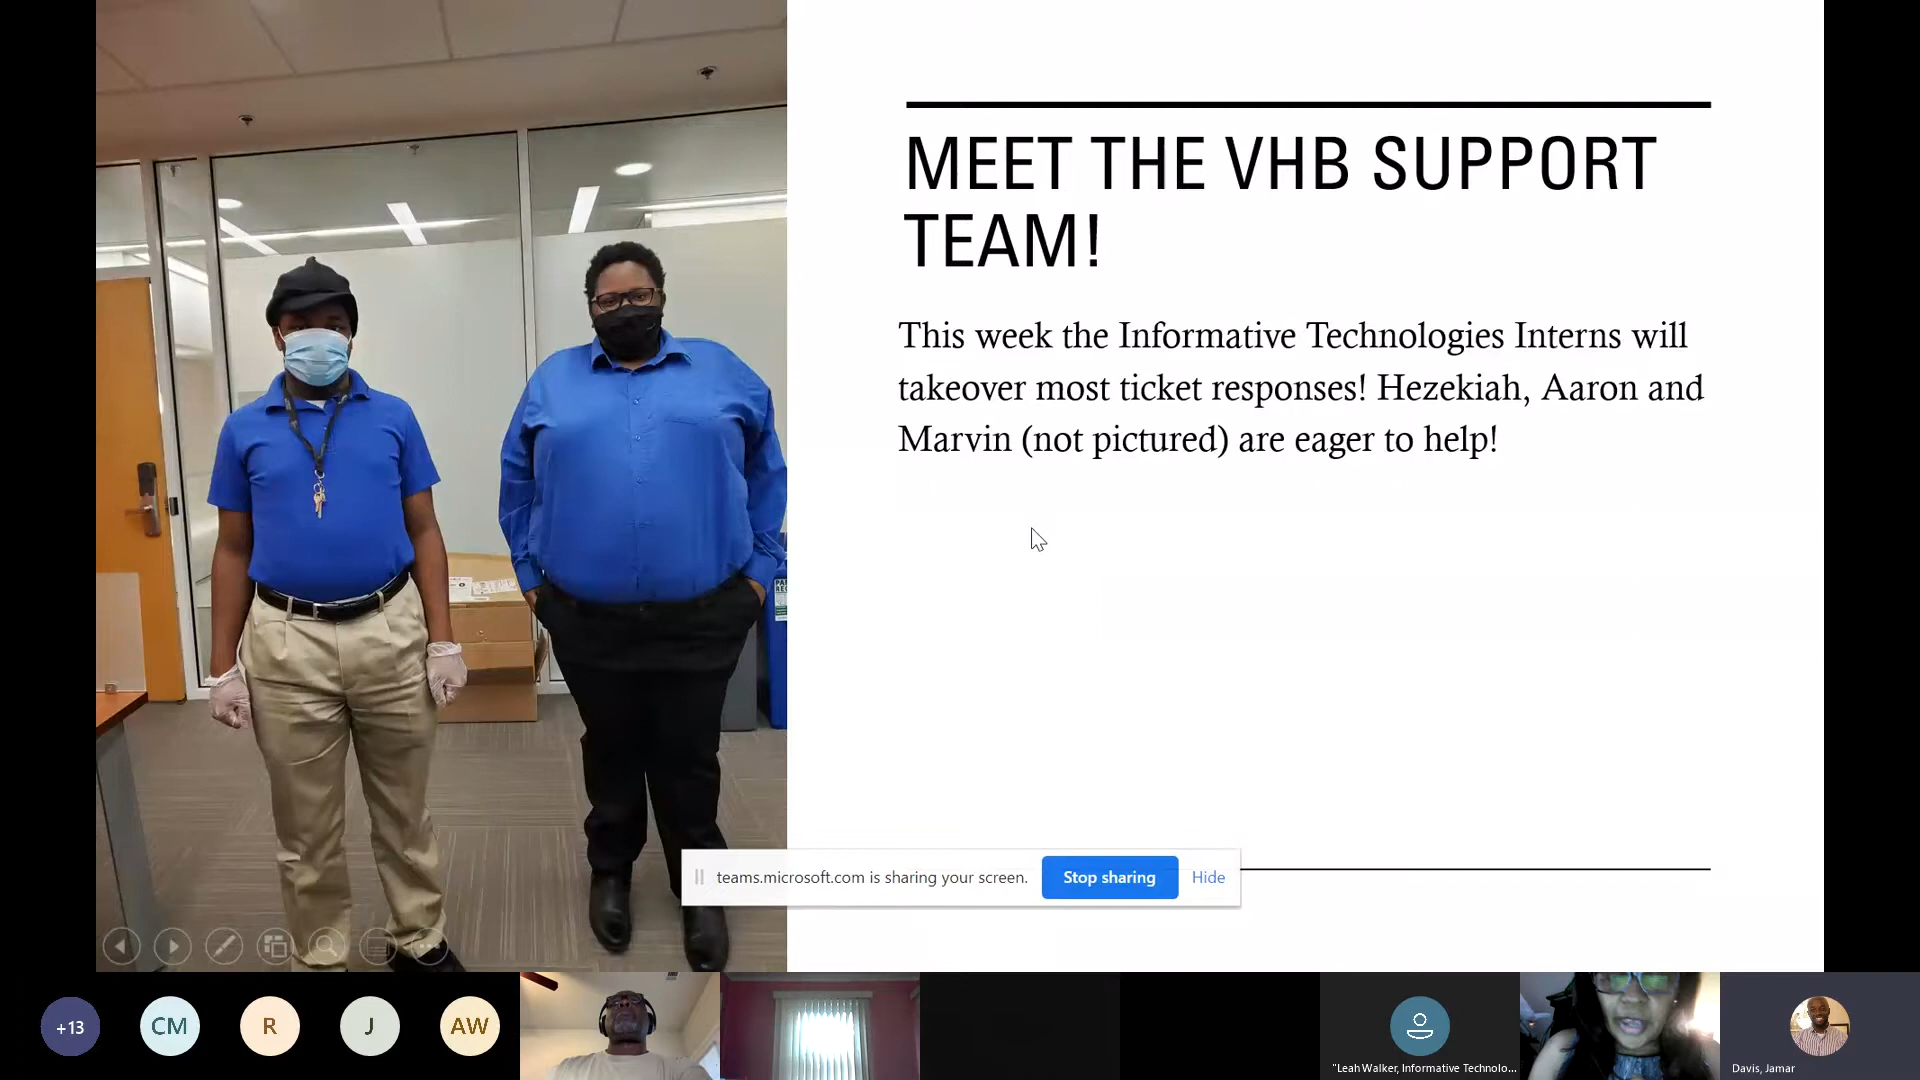 MEET THE VHB SUPPORT
TEAM!
This week the Informative Technologies Interns will
takeover most ticket responses! Hezekiah, Aaron and
Marvin (not pictured) are eager to help!
teams.microsoft.com is sharing your screen.
Stop sharing
Hide
+13
CM
R
J
AW
"Leah Walker, Informative Technolo...
Davis, Jamar